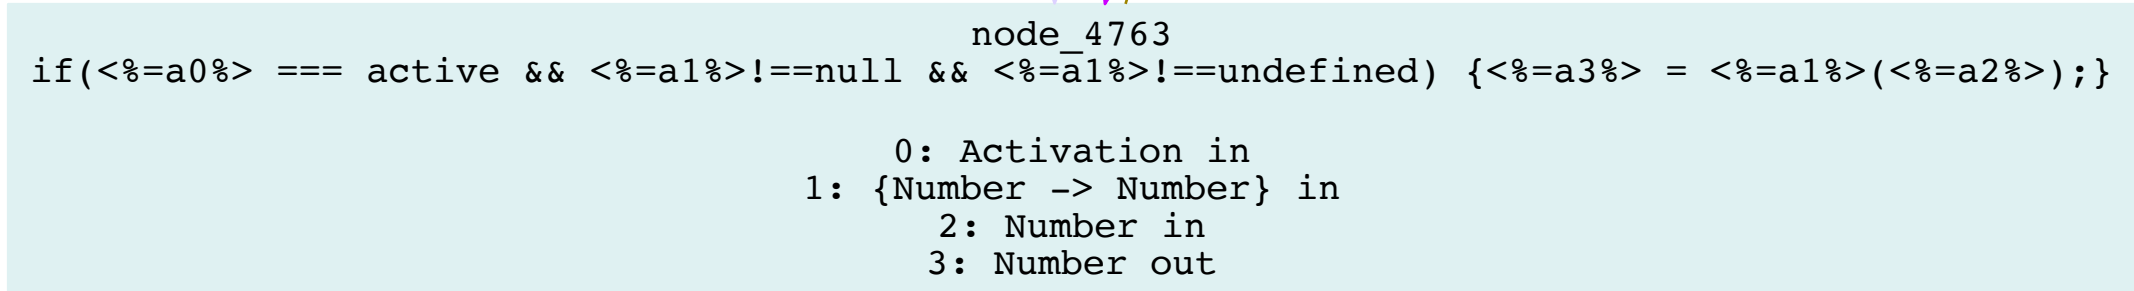 node_4763
if(<%=a0%> === active && <%=a1%>!==null && <%=a1%>!==undefined) {<%=a3%> = <%=a1%>(<%=a2%>);}
0: Activation in
1: {Number -> Number} in
2: Number in
3: Number out